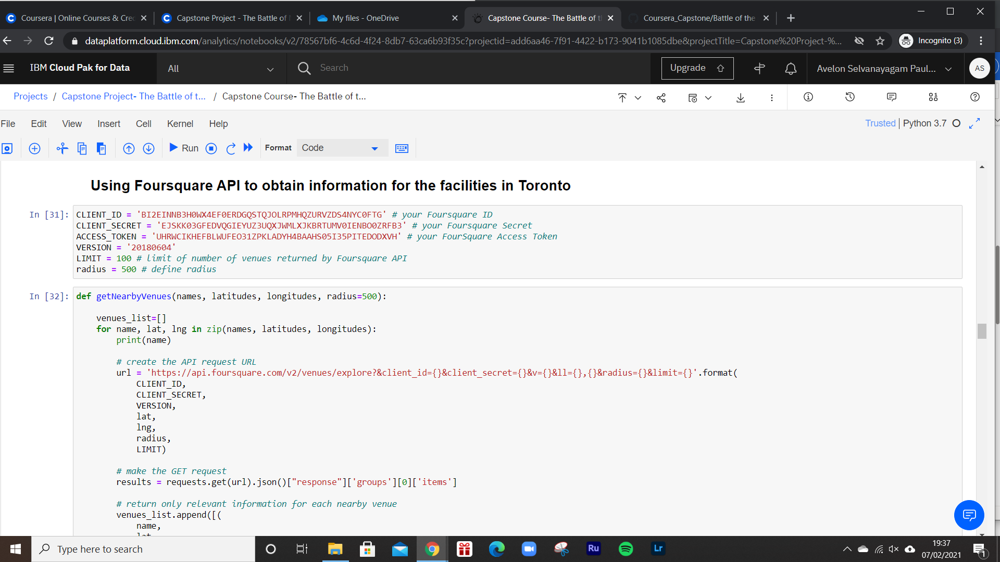 Coursera | Online Courses & Cre
Capstone Project - The Battle of
My files - OneDrive
Capstone Course- The Battle of t
Coursera_Capstone/Battle of the
dataplatform.cloud.ibm.com/analytics/notebooks/v2/78567bf6-4c6d-4f24-8db7-63ca6b93f35c?projectid=add6aa46-7f91-4422-b173-9041b1085dbe&projectTitle=Capstone%20Project-%...
Incognito (3)
IBM Cloud Pak for Data
All
Search
Upgrade
Avelon Selvanayagam Paul...
AS
Projects / Capstone Project- The Battle of t... / Capstone Course- The Battle of t...
File Edit View Insert Cell Kernel Help
Trusted | Python 3.7
Run
Format
Code
Using Foursquare API to obtain information for the facilities in Toronto
In [31]: CLIENT_ID = 'BI2EINNB3H0WX4EF0ERDGQSTQJOLRPMHQZURVZDS4NYC0FTG' # your Foursquare ID
CLIENT_SECRET = 'EJSKK03GFEDVQGIEYUZ3UQXJWMLXJKBRTUMV0IENBO0ZRFB3' # your Foursquare Secret
ACCESS_TOKEN = 'UHRWCIKHEFBLWUFEO31ZPKLADYH4BAAHS05I35PITEDODXVH' # your FourSquare Access Token
VERSION = '20180604'
LIMIT = 100 # limit of number of venues returned by Foursquare API
radius = 500 # define radius
In [32]: def getNearbyVenues(names, latitudes, longitudes, radius=500):
venues_list=[]
for name, lat, lng in zip(names, latitudes, longitudes):
print(name)
# create the API request URL
url = 'https://api.foursquare.com/v2/venues/explore?&client_id={}&client_secret={}&v={}&ll={},{}&radius={}&limit={}'.format(
CLIENT_ID,
CLIENT_SECRET,
VERSION,
lat,
lng,
radius,
LIMIT)
# make the GET request
results = requests.get(url).json()["response"]['groups'][0]['items']
# return only relevant information for each nearby venue
venues_list.append([(
name,
Type here to search
Ru
Lr
19:37
07/02/2021
1